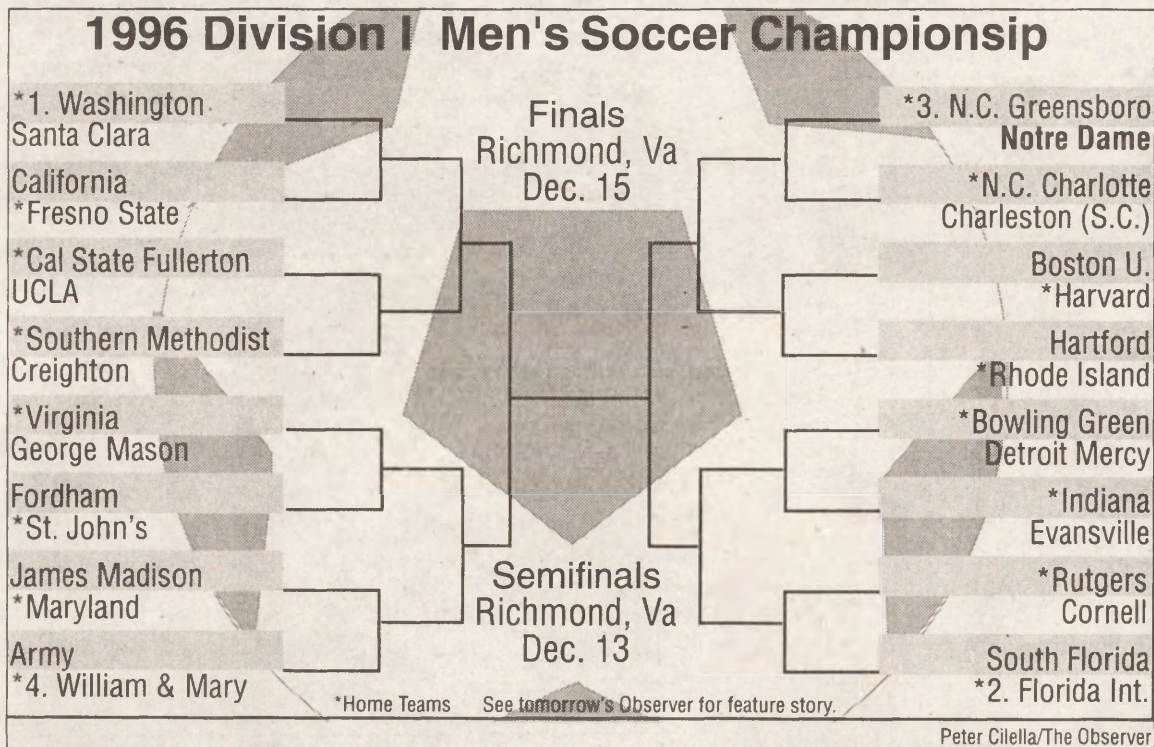 1996 Division I Men's Soccer Championsip
*1. Washington
Santa Clara
California
*Fresno State
*Cal State Fullerton
UCLA
*Southern Methodist
Creighton
*Virginia
George Mason
Fordham
*St. John's
James Madison
*Maryland
Army
*4. William & Mary
Finals
Richmond, Va
Dec. 15
Semifinals
Richmond, Va
Dec. 13
*3. N.C. Greensboro
Notre Dame
*N.C. Charlotte
Charleston (S.C.)
Boston U.
*Harvard
Hartford
*Rhode Island
*Bowling Green
Detroit Mercy
*Indiana
Evansville
*Rutgers
Cornell
South Florida
*2. Florida Int.
*Home Teams See tomorrow's Observer for feature story.
Peter Cilella/The Observer